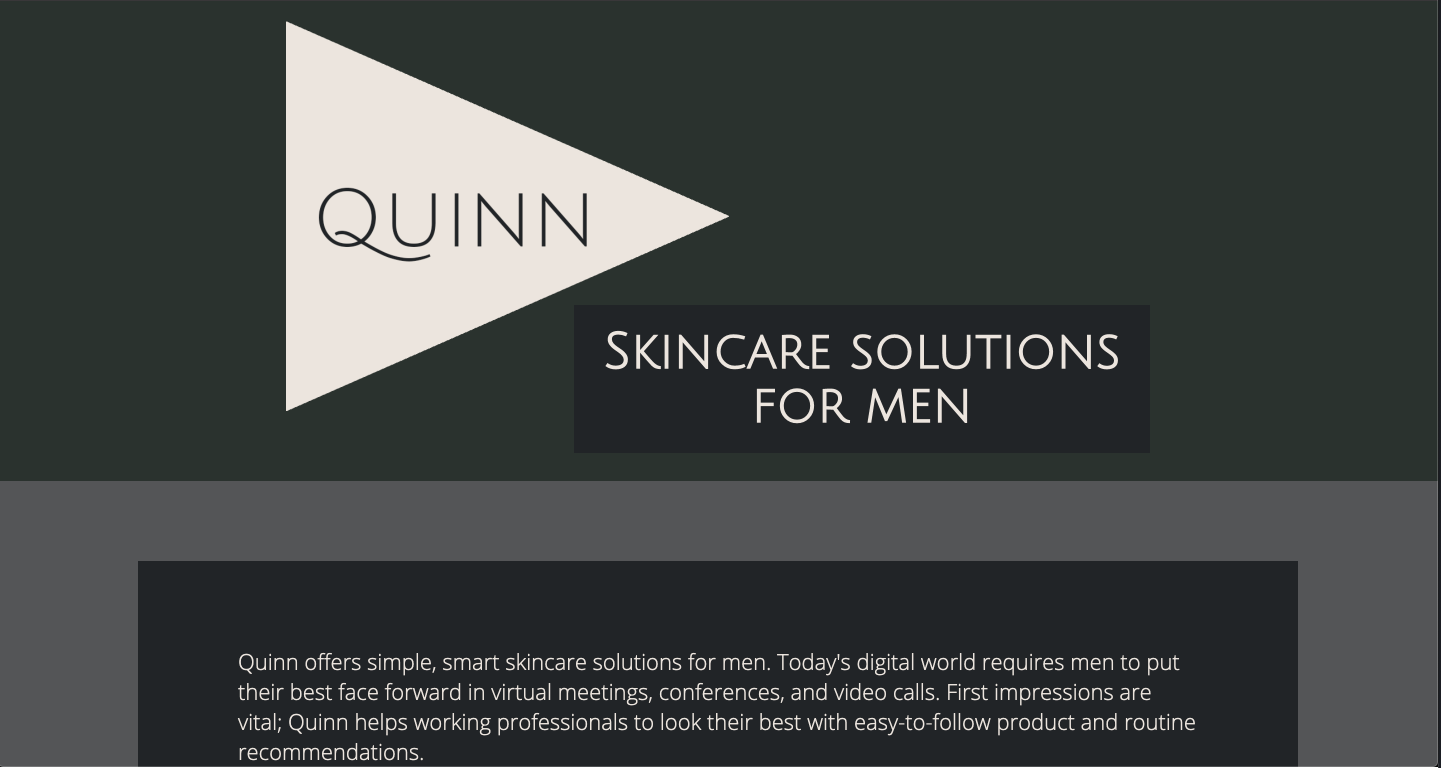 QUINN
SKINCARE SOLUTIONS
FOR MEN
Quinn offers simple, smart skincare solutions for men. Today's digital world requires men to put
their best face forward in virtual meetings, conferences, and video calls. First impressions are
vital; Quinn helps working professionals to look their best with easy-to-follow product and routine
recommendations.